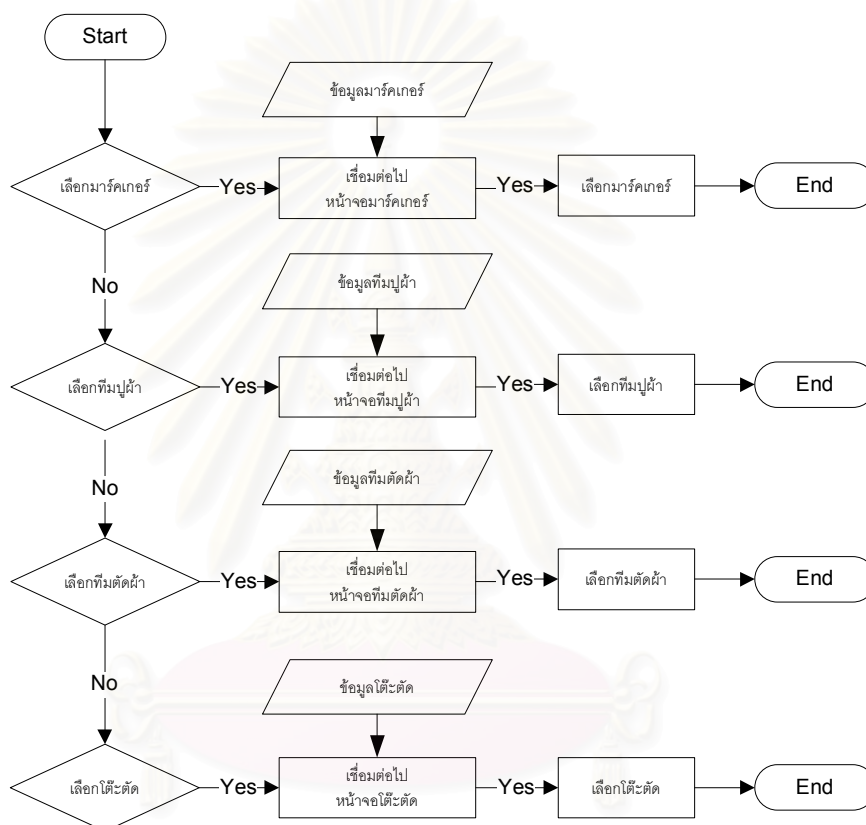 Start
ข้อมูลมาร์คเกอร์
เลือกมาร์คเกอร์
Yes
เชื่อมต่อไป
หน้าจอมาร์คเกอร์
Yes
เลือกมาร์คเกอร์
End
No
ข้อมูลทีมปูผ้า
เลือกทีมปูผ้า
Yes
เชื่อมต่อไป
หน้าจอทีมปูผ้า
Yes
เลือกทีมปูผ้า
End
No
ข้อมูลทีมตัดผ้า
เลือกทีมตัดผ้า
Yes
เชื่อมต่อไป
หน้าจอทีมตัดผ้า
Yes
เลือกทีมตัดผ้า
End
No
ข้อมูลโต๊ะตัด
เลือกโต๊ะตัด
Yes
เชื่อมต่อไป
หน้าจอโต๊ะตัด
Yes
เลือกโต๊ะตัด
End